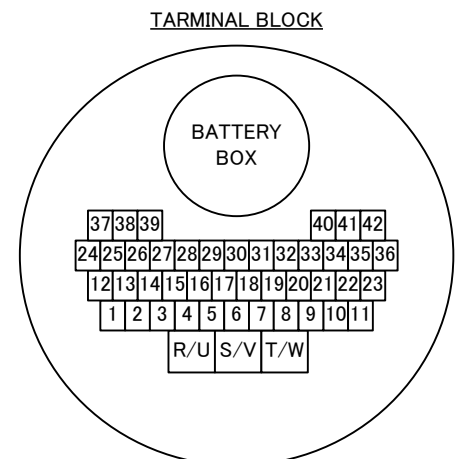 TARMINAL BLOCK
BATTERY
BOX
37 38 39 40 41 42
24 25 26 27 28 29 30 31 32 33 34 35 36
12 13 14 15 16 17 18 19 20 21 22 23
1 2 3 4 5 6 7 8 9 10 11
R/U S/V T/W